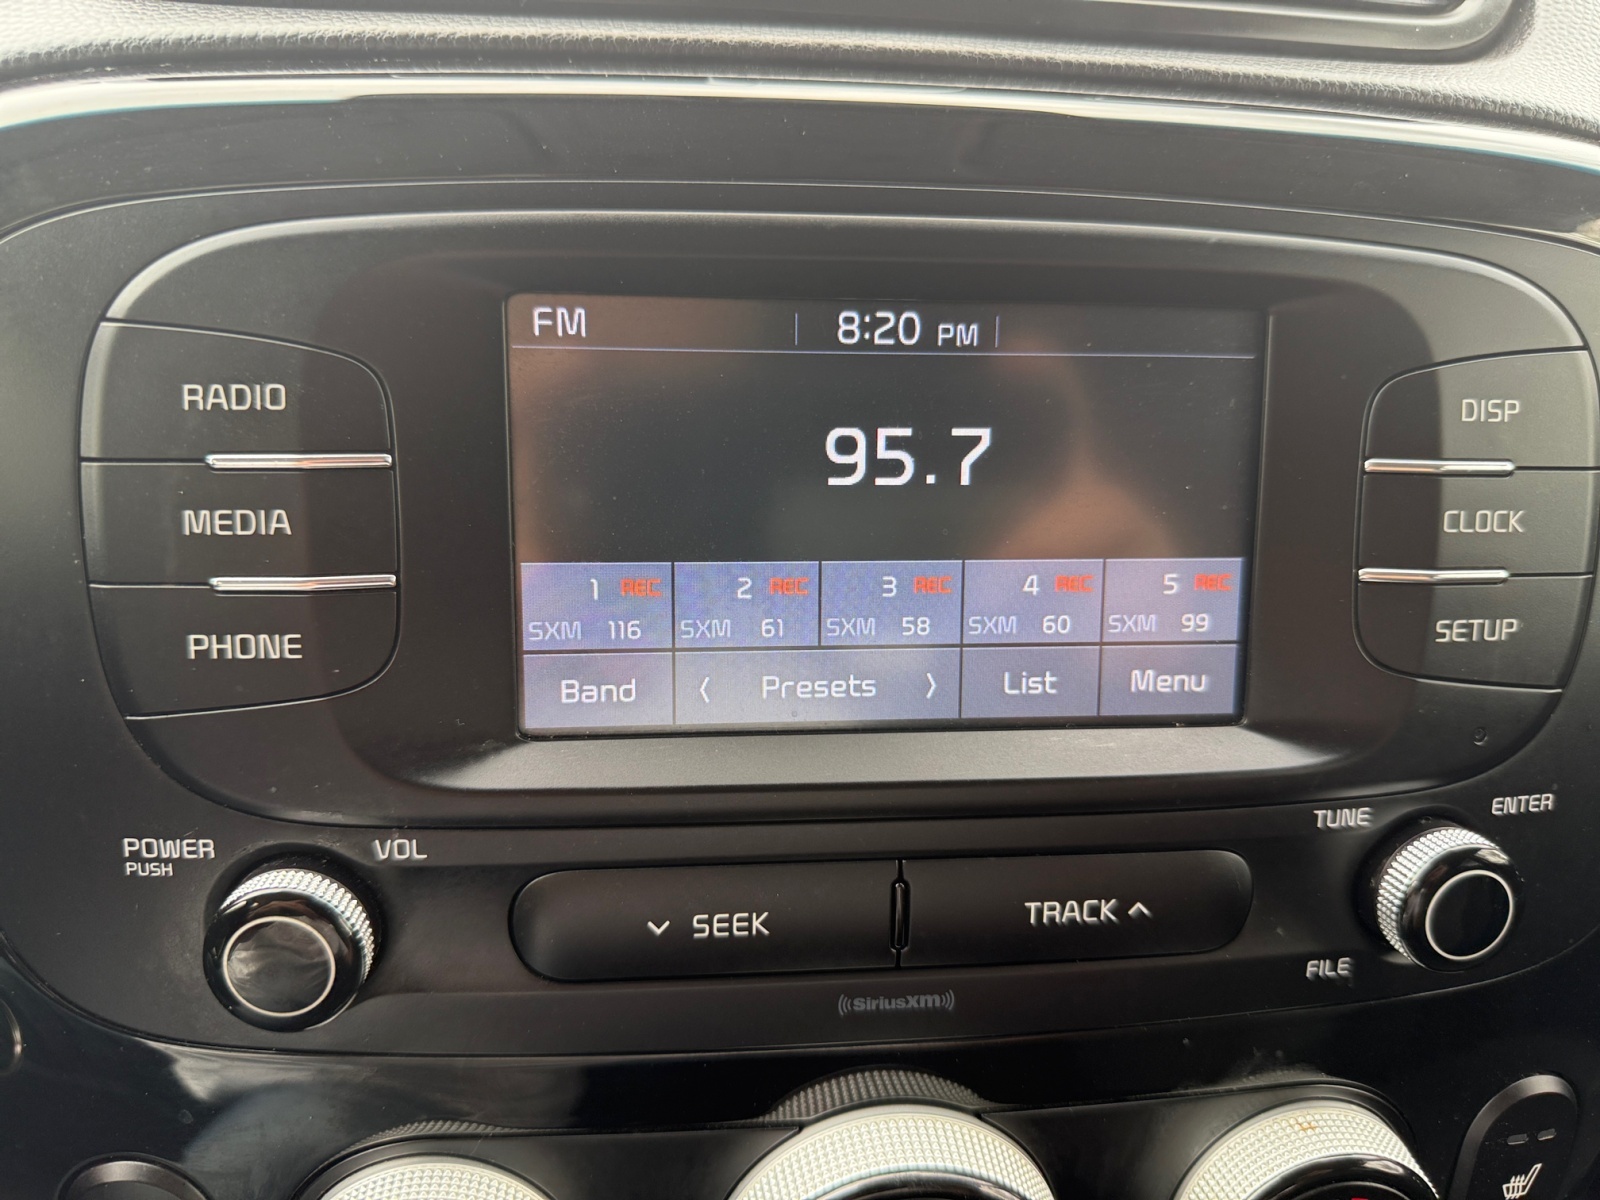 FM 8:20 PM
95.7
1 REC 2 REC 3 REC 4 REC 5 REC
SXM 116 SXM 61 SXM 58 SXM 60 SXM 99
Band < Presets > List Menu
RADIO
MEDIA
PHONE
DISP
CLOCK
SETUP
POWER
PUSH
VOL
SEEK
TRACK
TUNE
ENTER
FILE
SiriusXM